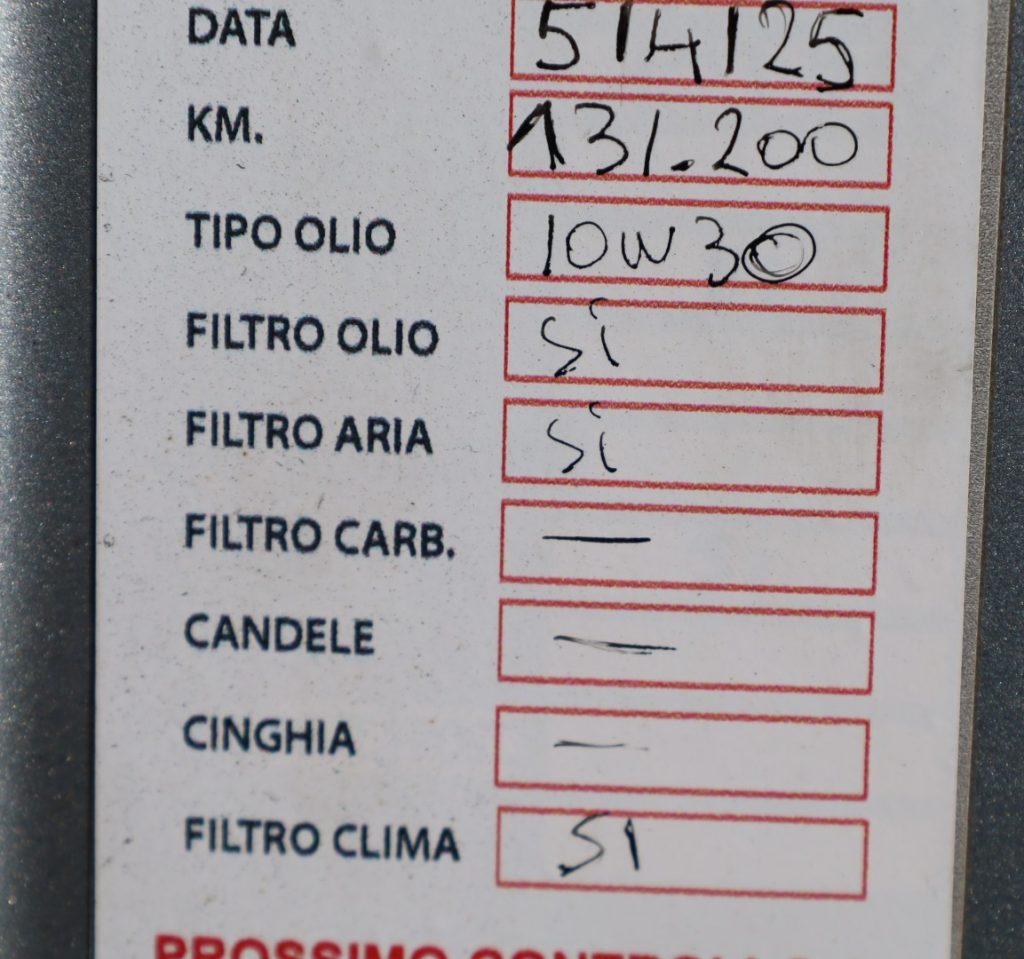 DATA 5/4/25
KM. 131.200
TIPO OLIO 10W30
FILTRO OLIO Si
FILTRO ARIA Si
FILTRO CARB. —
CANDELE —
CINGHIA —
FILTRO CLIMA SI
PROSSIMO